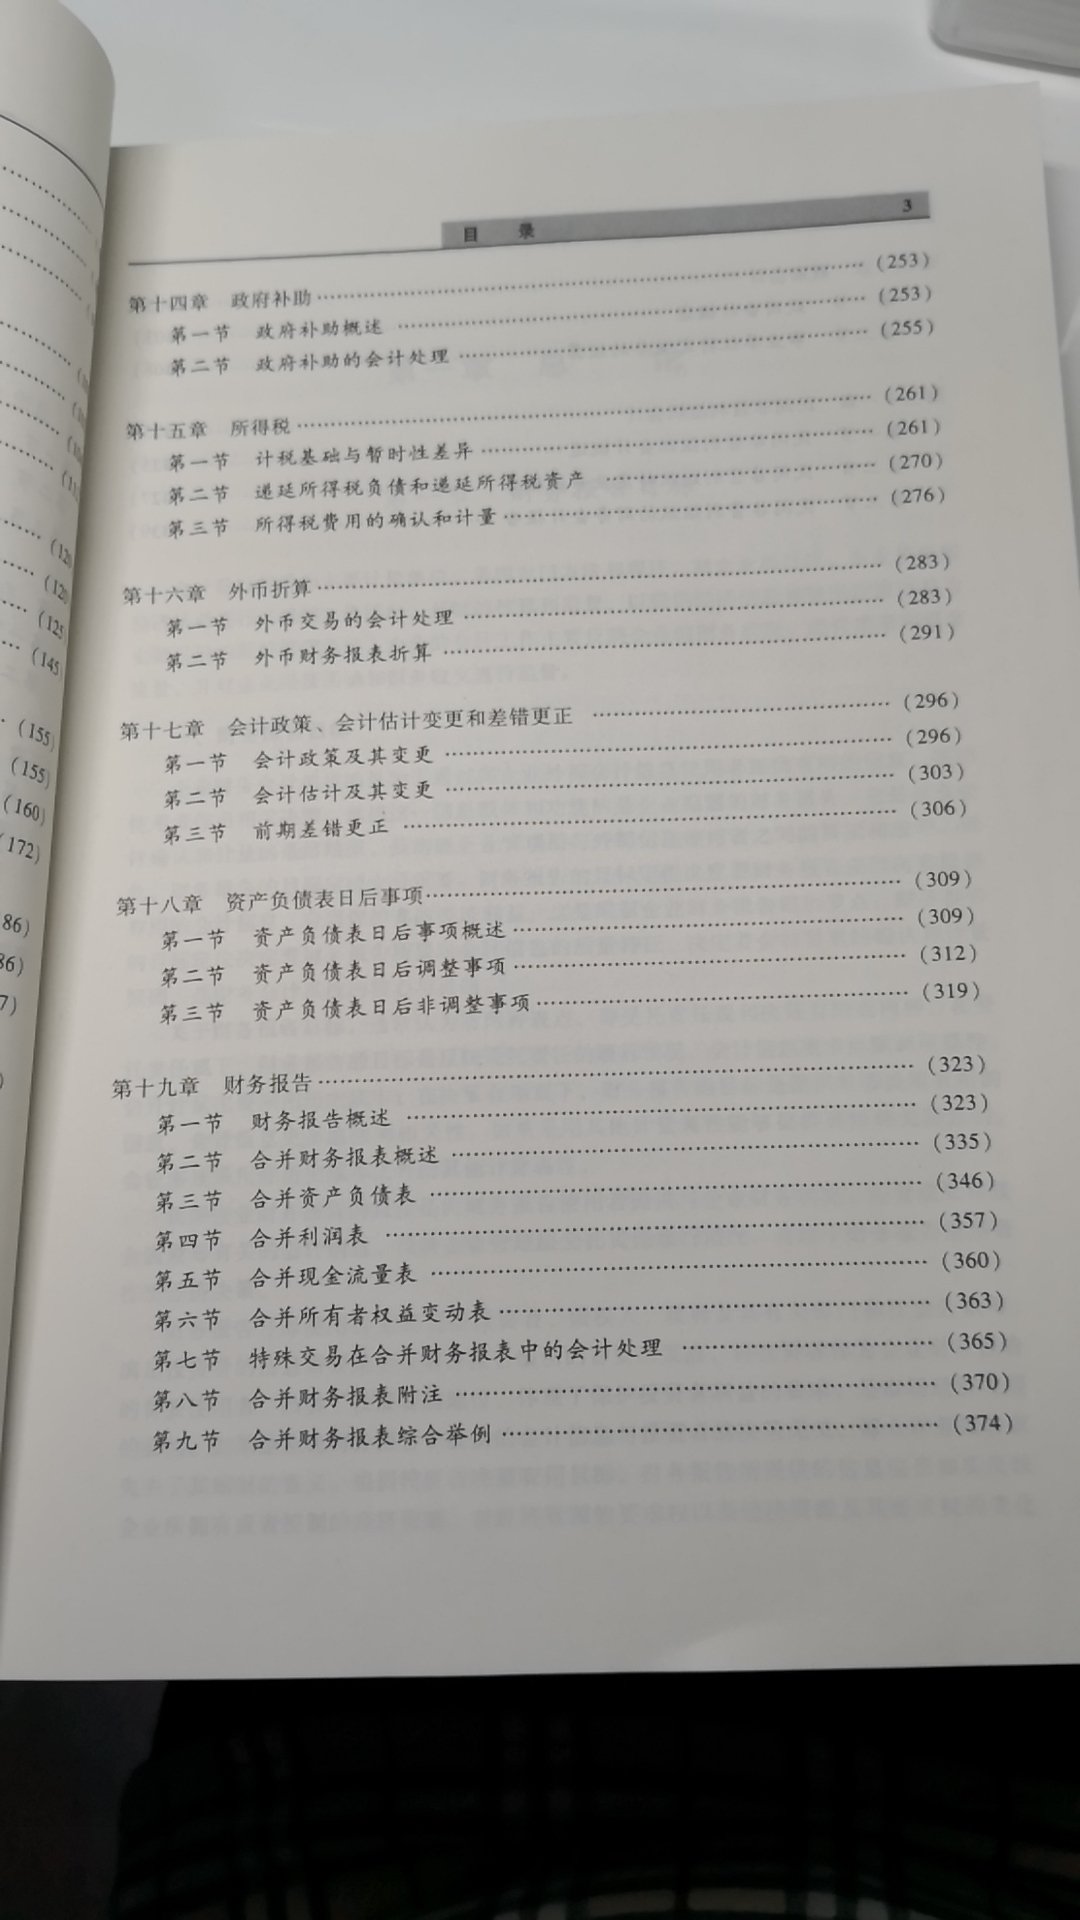 目 录 3
第十四章 政府补助 (253)
第一节 政府补助概述 (253)
第二节 政府补助的会计处理 (255)
第十五章 所得税 (261)
第一节 计税基础与暂时性差异 (261)
第二节 递延所得税负债和递延所得税资产 (270)
第三节 所得税费用的确认和计量 (276)
第十六章 外币折算 (283)
第一节 外币交易的会计处理 (283)
第二节 外币财务报表折算 (291)
第十七章 会计政策、会计估计变更和差错更正 (296)
第一节 会计政策及其变更 (296)
第二节 会计估计及其变更 (303)
第三节 前期差错更正 (306)
第十八章 资产负债表日后事项 (309)
第一节 资产负债表日后事项概述 (309)
第二节 资产负债表日后调整事项 (312)
第三节 资产负债表日后非调整事项 (319)
第十九章 财务报告 (323)
第一节 财务报告概述 (323)
第二节 合并财务报表概述 (335)
第三节 合并资产负债表 (346)
第四节 合并利润表 (357)
第五节 合并现金流量表 (360)
第六节 合并所有者权益变动表 (363)
第七节 特殊交易在合并财务报表中的会计处理 (365)
第八节 合并财务报表附注 (370)
第九节 合并财务报表综合举例 (374)
(120
(120
(125
(145
(155)
(155)
(160)
(172)
86)
86)
7)